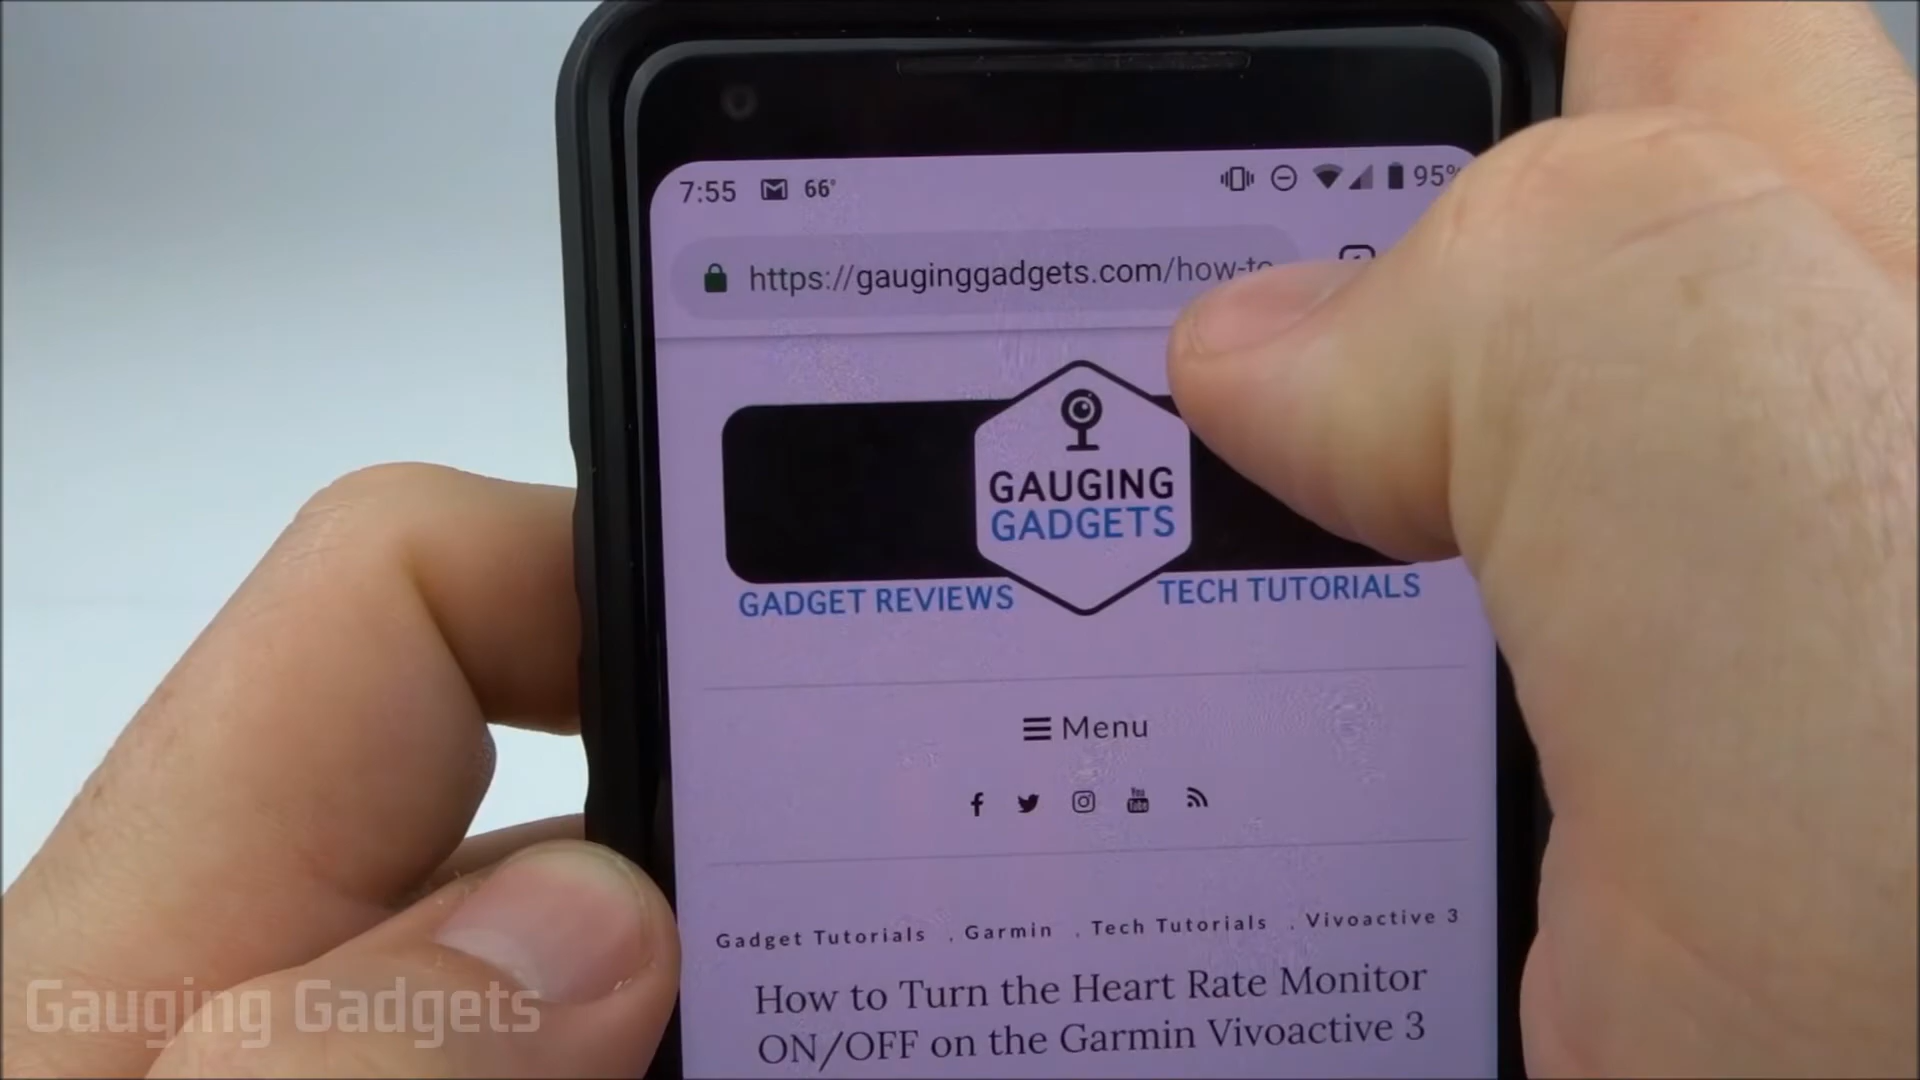 7:55 66° 95%
https://gauginggadgets.com/how-to
GAUGING
GADGETS
GADGET REVIEWS TECH TUTORIALS
Menu
You
Tube
Gadget Tutorials , Garmin , Tech Tutorials , Vivoactive 3
How to Turn the Heart Rate Monitor
ON/OFF on the Garmin Vivoactive 3
Gauging Gadgets